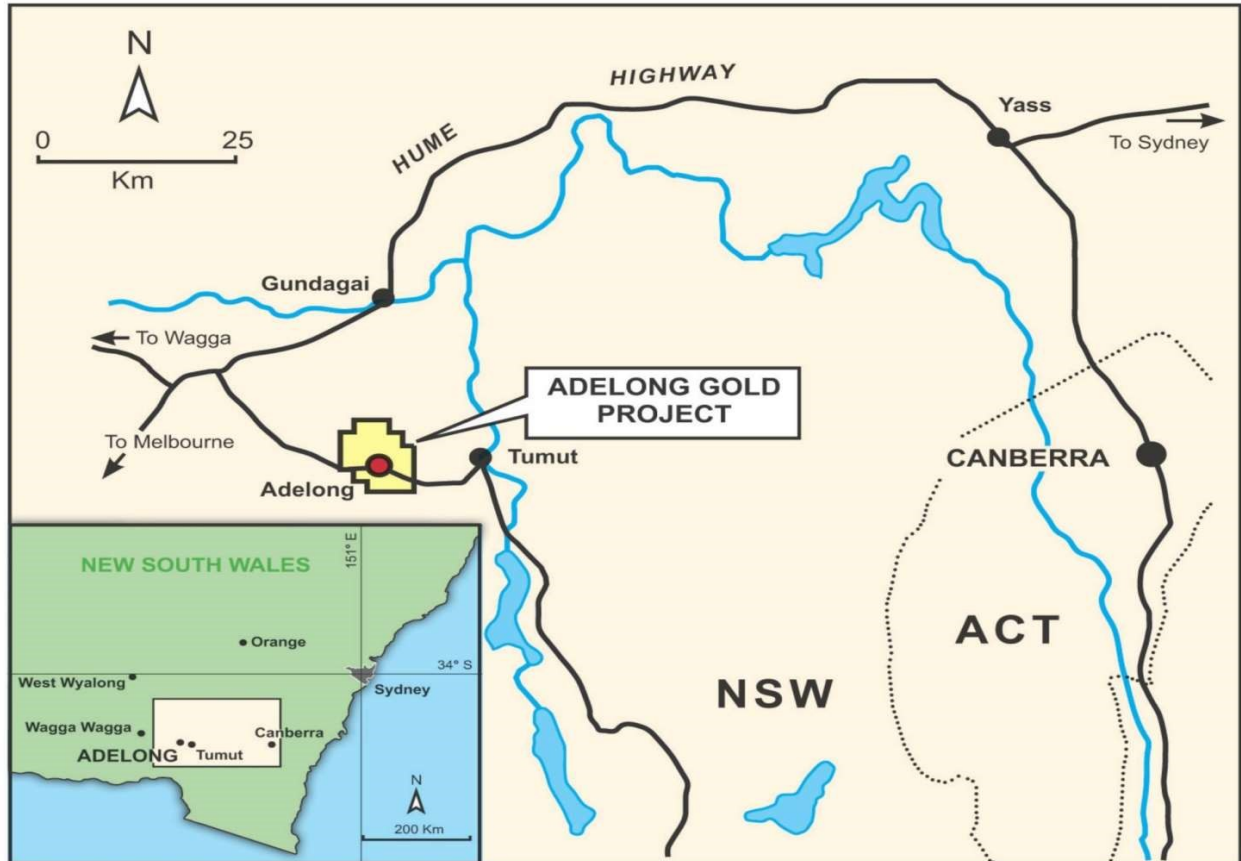 N
0 25
Km
HUME
HIGHWAY
Yass
To Sydney
Gundagai
To Wagga
To Melbourne
ADELONG GOLD
PROJECT
Tumut
Adelong
CANBERRA
ACT
NSW
NEW SOUTH WALES
151° E
Orange
34° S
West Wyalong
Sydney
Wagga Wagga
Canberra
ADELONG
Tumut
N
200 Km